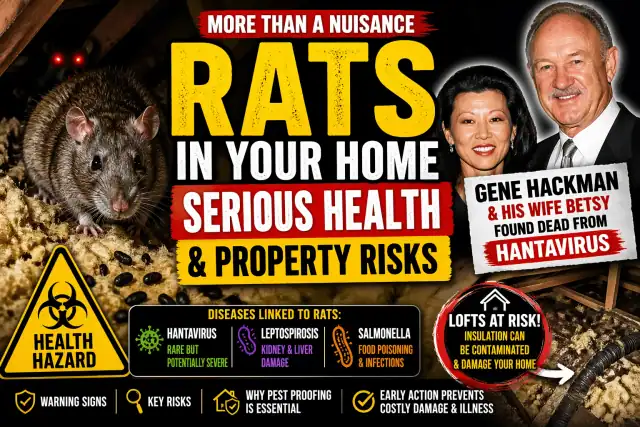 MORE THAN A NUISANCE
RATS
IN YOUR HOME
SERIOUS HEALTH
& PROPERTY RISKS
GENE HACKMAN
& HIS WIFE BETSY
FOUND DEAD FROM
HANTAVIRUS
HEALTH
HAZARD
DISEASES LINKED TO RATS:
HANTAVIRUS
RARE BUT
POTENTIALLY SEVERE
LEPTOSPIROSIS
KIDNEY & LIVER
DAMAGE
SALMONELLA
FOOD POISONING
& INFECTIONS
LOFTS AT RISK!
INSULATION CAN
BE CONTAMINATED
& DAMAGE YOUR HOME
WARNING SIGNS
KEY RISKS
WHY PEST PROOFING
IS ESSENTIAL
EARLY ACTION PREVENTS
COSTLY DAMAGE & ILLNESS